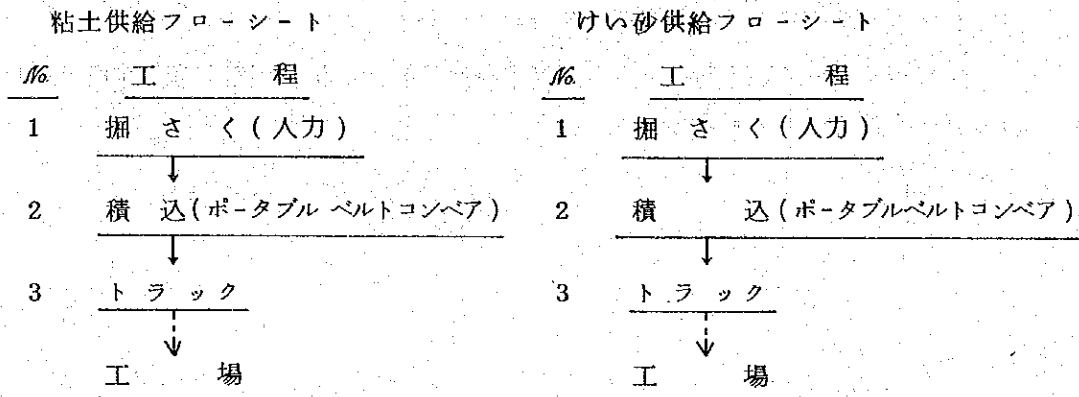 粘土供給フローシート
№ 工程
1 掘さく(人力)
2 積込(ポータブル ベルトコンベア)
3 トラック
工場
けい砂供給フローシート
№ 工程
1 掘さく(人力)
2 積込(ポータブルベルトコンベア)
3 トラック
工場